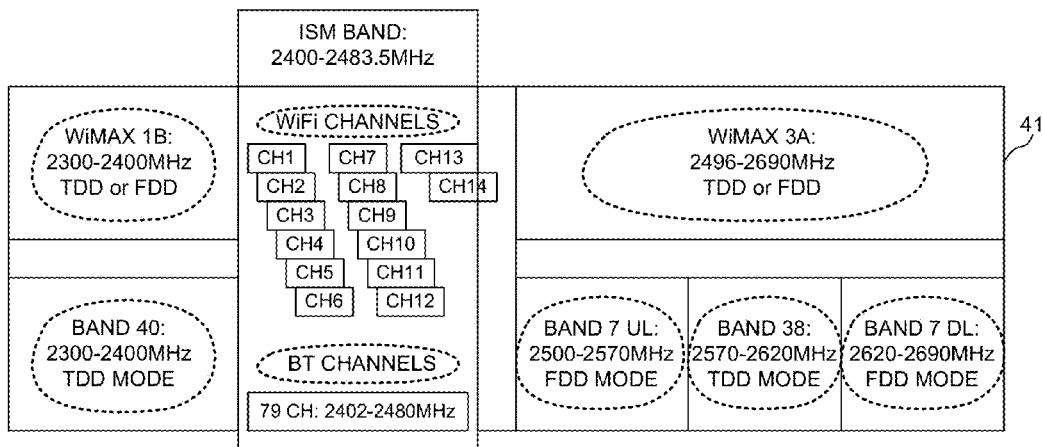 ISM BAND:
2400-2483.5MHz
WiMAX 1B:
2300-2400MHz
TDD or FDD
WiFi CHANNELS
CH1
CH2
CH3
CH4
CH5
CH6
CH7
CH8
CH9
CH10
CH11
CH12
CH13
CH14
WiMAX 3A:
2496-2690MHz
TDD or FDD
41
BAND 40:
2300-2400MHz
TDD MODE
BT CHANNELS
79 CH: 2402-2480MHz
BAND 7 UL:
2500-2570MHz
FDD MODE
BAND 38:
2570-2620MHz
TDD MODE
BAND 7 DL:
2620-2690MHz
FDD MODE